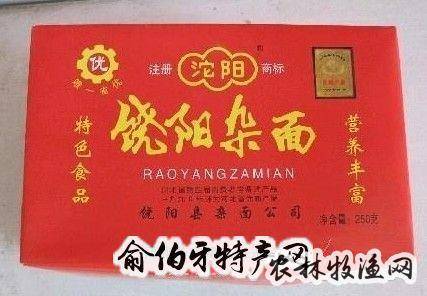 优
注册 沱阳 商标
饶阳杂面
RAOYANGZAMIAN
特色食品
营养丰富
饶阳县杂面公司
净含量:250克
俞伯牙特产网
农林牧渔网